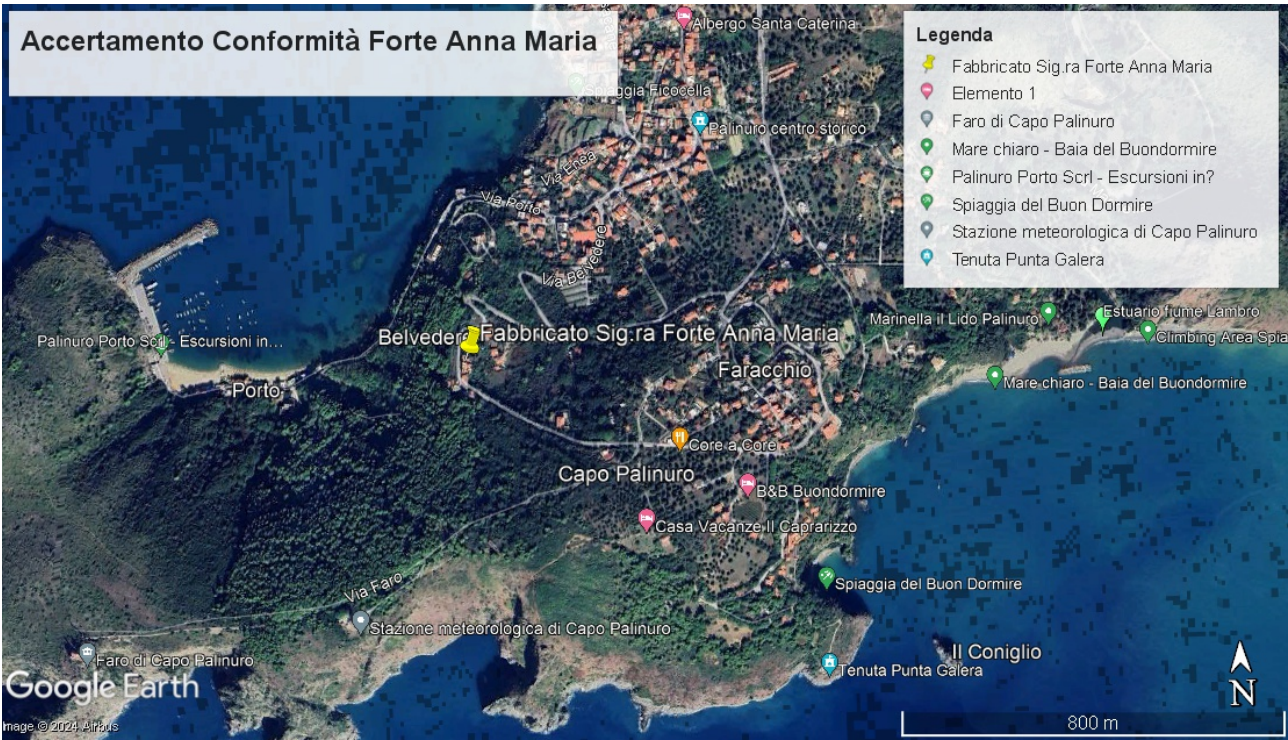 Accertamento Conformità Forte Anna Maria
Legenda
Fabbricato Sig.ra Forte Anna Maria
Elemento 1
Faro di Capo Palinuro
Mare chiaro - Baia del Buondormire
Palinuro Porto Scrl - Escursioni in?
Spiaggia del Buon Dormire
Stazione meteorologica di Capo Palinuro
Tenuta Punta Galera
Albergo Santa Caterina
Spiaggia Ficocella
Palinuro centro storico
Via Enea
Via Porto
Via Belvedere
Belvedere
Fabbricato Sig.ra Forte Anna Maria
Marinella il Lido Palinuro
Estuario fiume Lambro
Climbing Area Spia
Palinuro Porto Scrl - Escursioni in...
Porto
Faracchio
Mare chiaro - Baia del Buondormire
Core a Core
Capo Palinuro
B&B Buondormire
Casa Vacanze Il Caprarizzo
Via Faro
Spiaggia del Buon Dormire
Stazione meteorologica di Capo Palinuro
Faro di Capo Palinuro
Il Coniglio
Tenuta Punta Galera
Google Earth
Image © 2024 Airbus
800 m
N